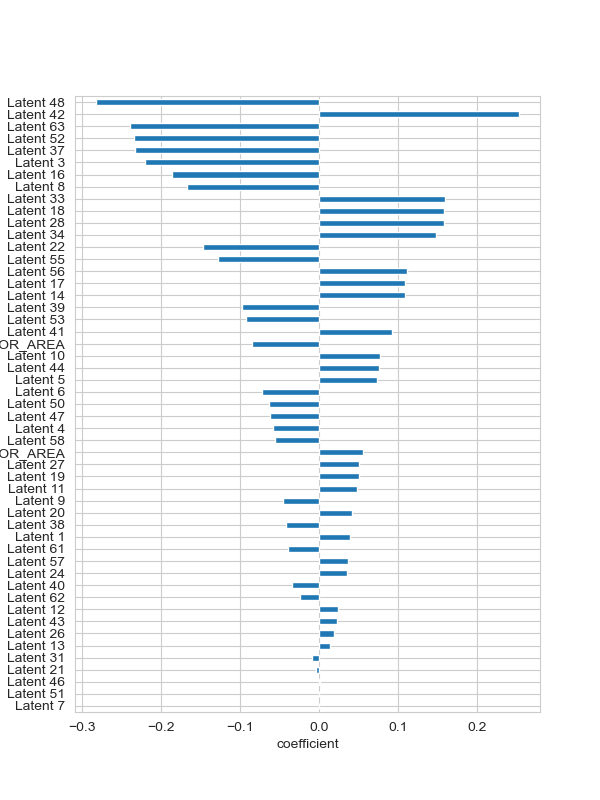 Latent 48
Latent 42
Latent 63
Latent 52
Latent 37
Latent 3
Latent 16
Latent 8
Latent 33
Latent 18
Latent 28
Latent 34
Latent 22
Latent 55
Latent 56
Latent 17
Latent 14
Latent 39
Latent 53
Latent 41
OR_AREA
Latent 10
Latent 44
Latent 5
Latent 6
Latent 50
Latent 47
Latent 4
Latent 58
OR_AREA
Latent 27
Latent 19
Latent 11
Latent 9
Latent 20
Latent 38
Latent 1
Latent 61
Latent 57
Latent 24
Latent 40
Latent 62
Latent 12
Latent 43
Latent 26
Latent 13
Latent 31
Latent 21
Latent 46
Latent 51
Latent 7
−0.3 −0.2 −0.1 0.0 0.1 0.2
coefficient